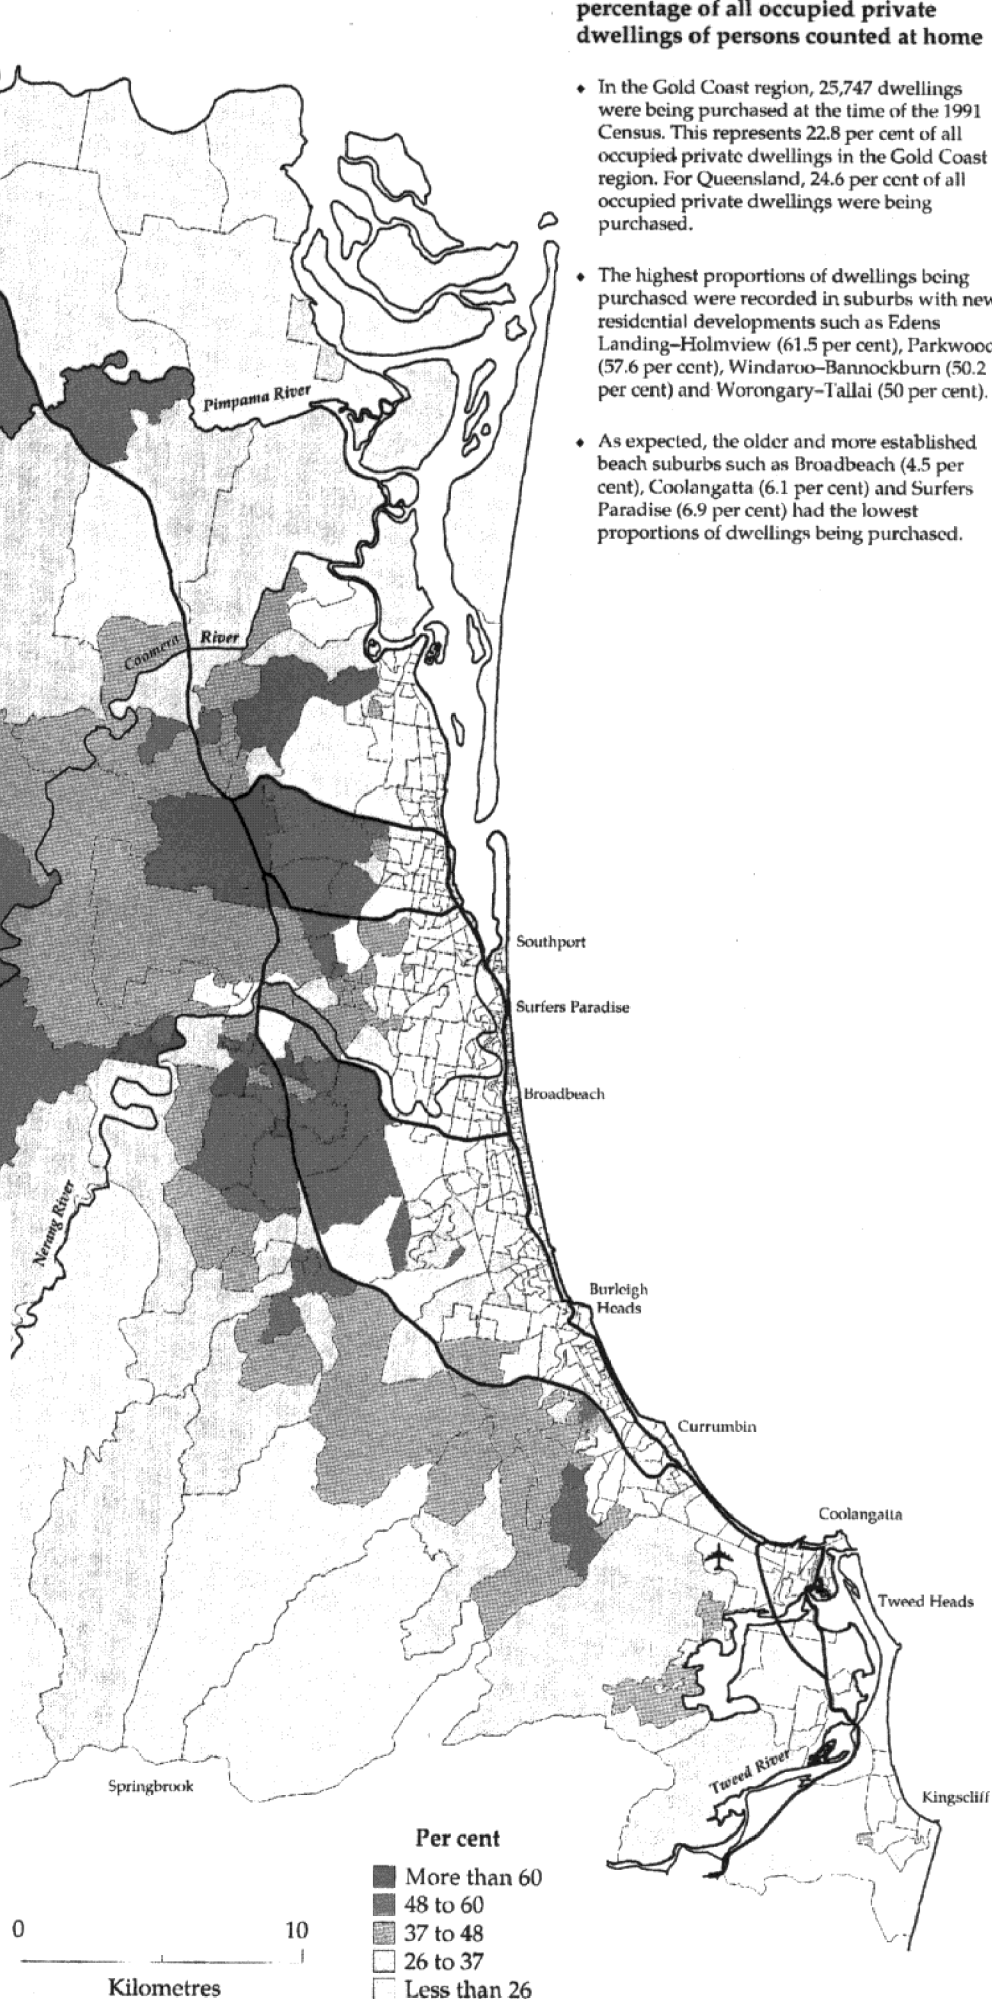 percentage of all occupied private
dwellings of persons counted at home
♦ In the Gold Coast region, 25,747 dwellings
were being purchased at the time of the 1991
Census. This represents 22.8 per cent of all
occupied private dwellings in the Gold Coast
region. For Queensland, 24.6 per cent of all
occupied private dwellings were being
purchased.
♦ The highest proportions of dwellings being
purchased were recorded in suburbs with new
residential developments such as Edens
Landing–Holmview (61.5 per cent), Parkwood
(57.6 per cent), Windaroo–Bannockburn (50.2
per cent) and Worongary–Tallai (50 per cent).
♦ As expected, the older and more established
beach suburbs such as Broadbeach (4.5 per
cent), Coolangatta (6.1 per cent) and Surfers
Paradise (6.9 per cent) had the lowest
proportions of dwellings being purchased.
Pimpama River
Coomera River
Southport
Surfers Paradise
Broadbeach
Nerang River
Burleigh
Heads
Currumbin
Coolangatta
Tweed Heads
Tweed River
Springbrook
Kingscliff
Per cent
More than 60
48 to 60
37 to 48
26 to 37
Less than 26
0 10
Kilometres